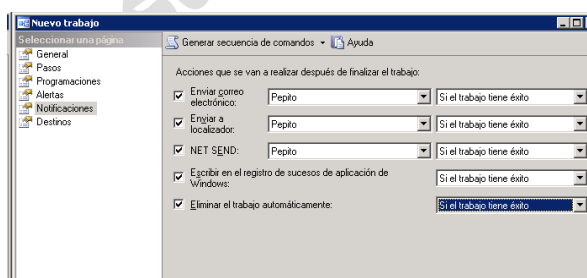 Nuevo trabajo
Seleccionar una página
General
Pasos
Programaciones
Alertas
Notificaciones
Destinos
Generar secuencia de comandos
Ayuda
Acciones que se van a realizar después de finalizar el trabajo:
Enviar correo
electrónico:
Pepito
Si el trabajo tiene éxito
Enviar a
localizador:
Pepito
Si el trabajo tiene éxito
NET SEND:
Pepito
Si el trabajo tiene éxito
Escribir en el registro de sucesos de aplicación de
Windows:
Si el trabajo tiene éxito
Eliminar el trabajo automáticamente:
Si el trabajo tiene éxito